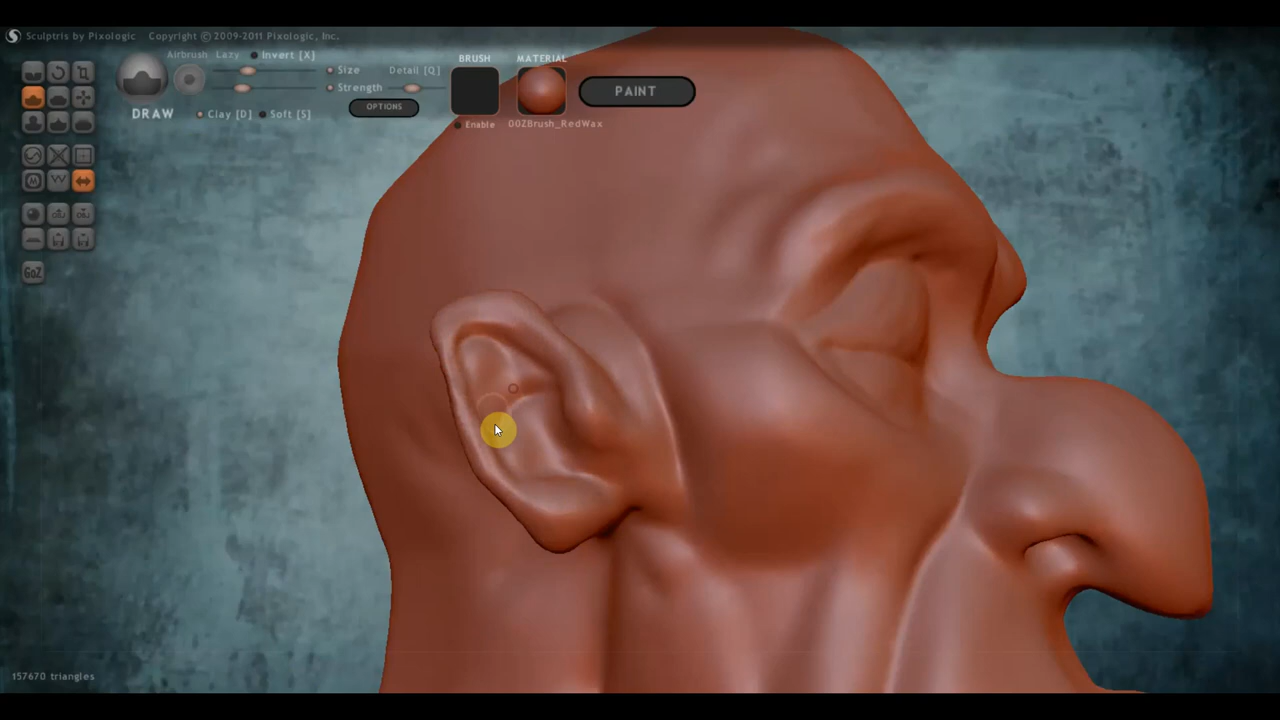 Sculptris by Pixologic Copyright © 2009-2011 Pixologic, Inc.
Airbrush Lazy Invert [X]
BRUSH
MATERIAL
Size
Detail [Q]
Strength
PAINT
OPTIONS
DRAW
Clay [D]
Soft [S]
Enable
00ZBrush_RedWax
GoZ
157670 triangles